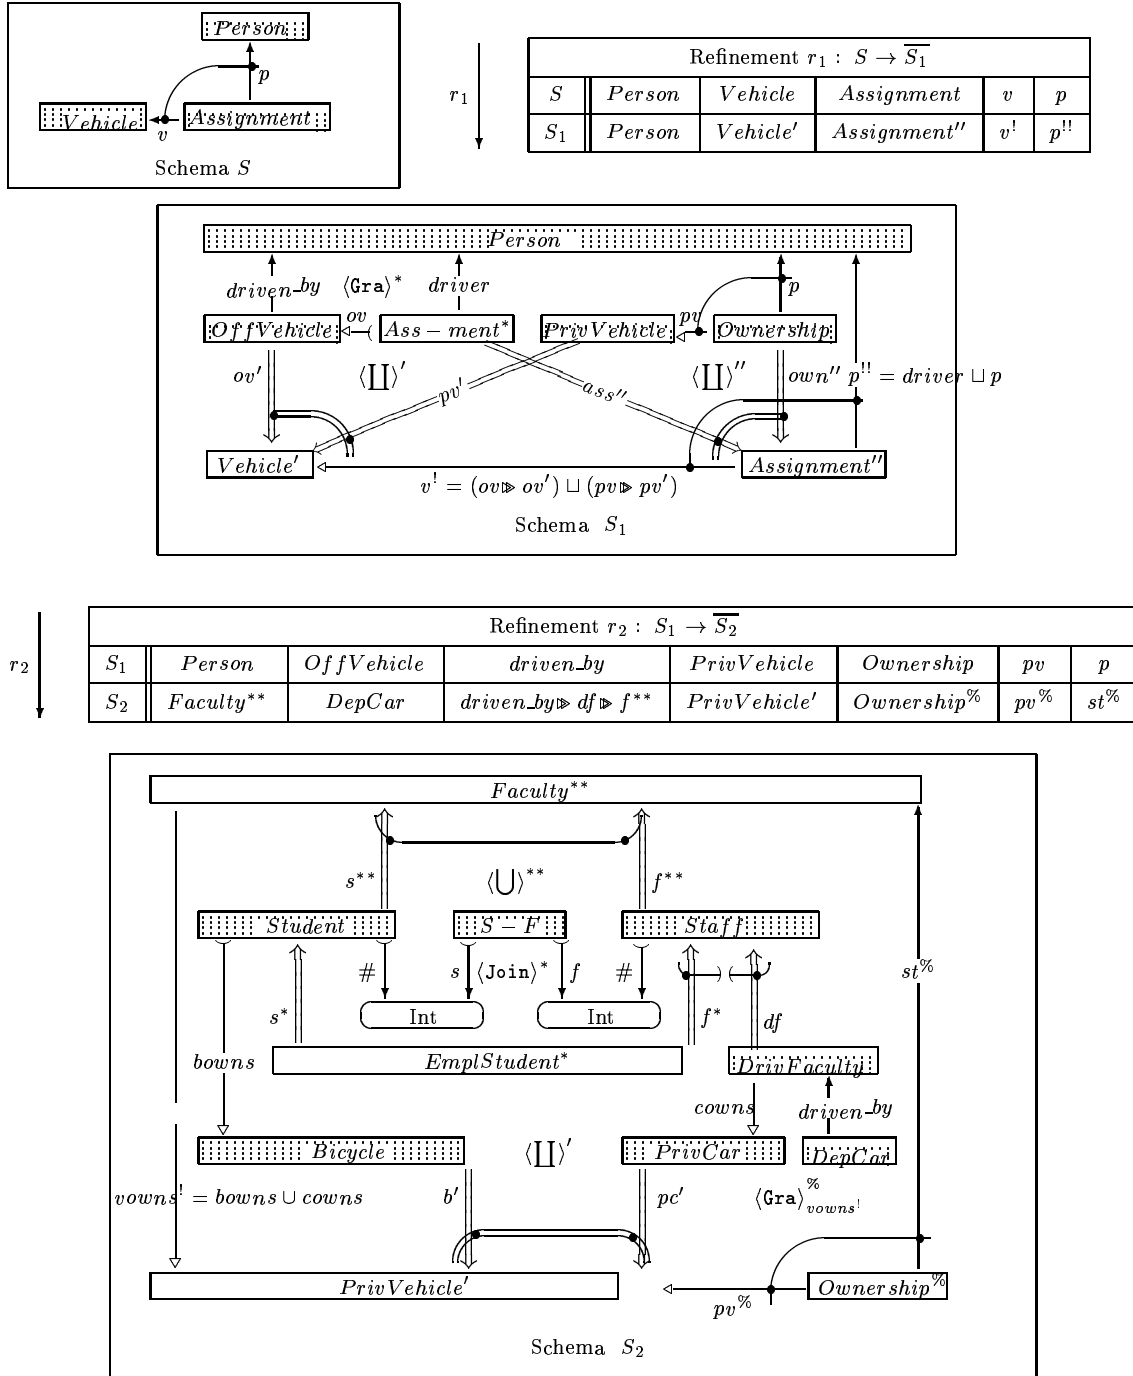 Person
p
Vehicle
Assignment
v
Schema S
r₁
Refinement r₁ : S → S̅₁̅
S Person Vehicle Assignment v p
S₁ Person Vehicle′ Assignment″ v^! p^!!
Person
driven_by ⟨Gra⟩* driver p
ov pv
OffVehicle Ass−ment* PrivVehicle Ownership
ov′ ⟨∐⟩′ pv′ ass″ ⟨∐⟩″ own″ p^!! = driver ⊔ p
Vehicle′ Assignment″
v^! = (ov⫸ ov′) ⊔ (pv⫸ pv′)
Schema S₁
r₂
Refinement r₂ : S₁ → S̅₂̅
S₁ Person OffVehicle driven_by PrivVehicle Ownership pv p
S₂ Faculty** DepCar driven_by⫸ df⫸ f** PrivVehicle′ Ownership^% pv^% st^%
Faculty**
s** ⟨⋃⟩** f**
Student S−F Staff
# s ⟨Join⟩* f # st^%
s* Int Int f* df
bowns EmplStudent* DrivFaculty
cowns driven_by
Bicycle ⟨∐⟩′ PrivCar DepCar
vowns^! = bowns ∪ cowns b′ pc′ ⟨Gra⟩^%_vowns^!
PrivVehicle′ Ownership^%
pv^%
Schema S₂